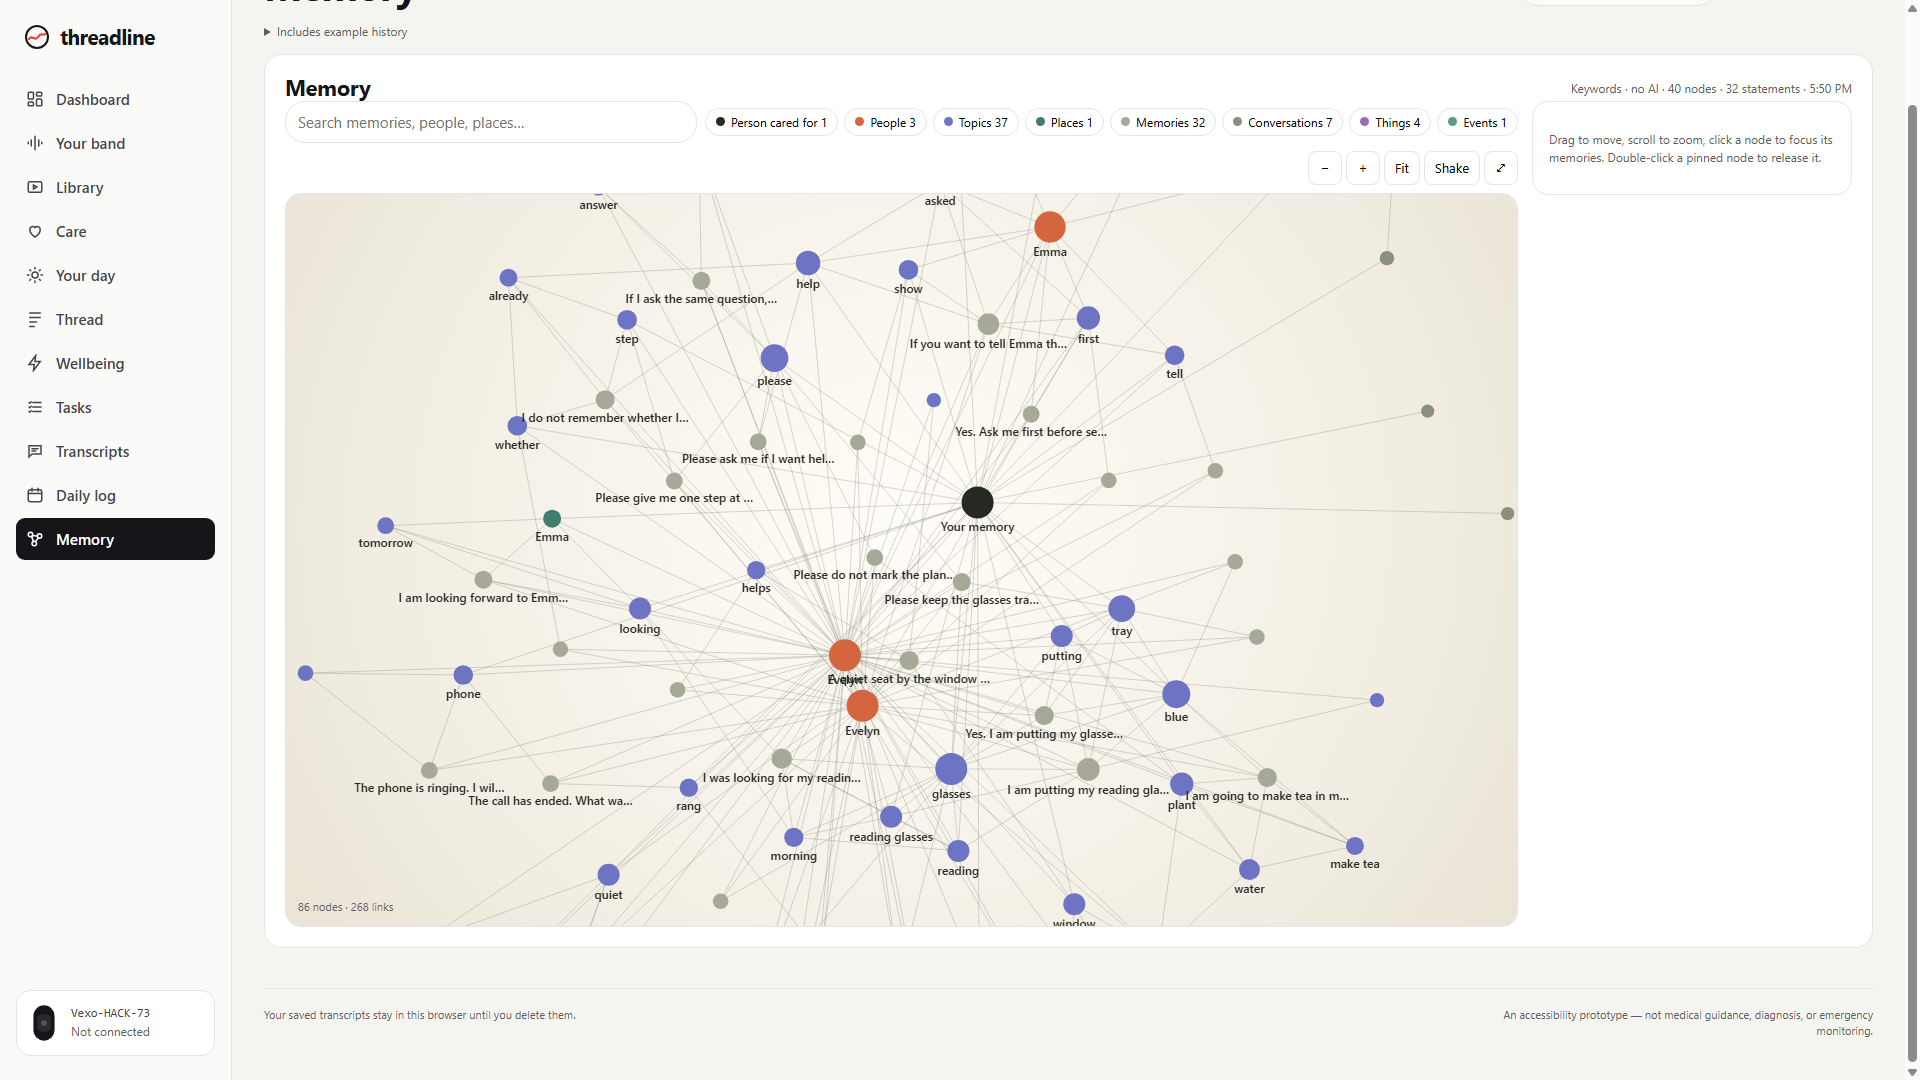 threadline
Dashboard
Your band
Library
Care
Your day
Thread
Wellbeing
Tasks
Transcripts
Daily log
Memory
Vexo-HACK-73
Not connected
Includes example history
Memory
Keywords · no AI · 40 nodes · 32 statements · 5:50 PM
Search memories, people, places...
Person cared for 1
People 3
Topics 37
Places 1
Memories 32
Conversations 7
Things 4
Events 1
Drag to move, scroll to zoom, click a node to focus its
memories. Double-click a pinned node to release it.
−
+
Fit
Shake
answer
asked
Emma
help
show
already
If I ask the same question,...
step
If you want to tell Emma th...
first
tell
please
I do not remember whether I...
whether
Yes. Ask me first before se...
Please ask me if I want hel...
Please give me one step at ...
Your memory
tomorrow
Emma
Please do not mark the plan...
helps
Please keep the glasses tra...
I am looking forward to Emm...
looking
tray
putting
Evelyn
A quiet seat by the window ...
phone
blue
Evelyn
Yes. I am putting my glasse...
I was looking for my readin...
The phone is ringing. I wil...
The call has ended. What wa...
rang
glasses
I am putting my reading gla...
plant
I am going to make tea in m...
reading glasses
morning
reading
make tea
quiet
water
window
86 nodes · 268 links
Your saved transcripts stay in this browser until you delete them.
An accessibility prototype — not medical guidance, diagnosis, or emergency
monitoring.